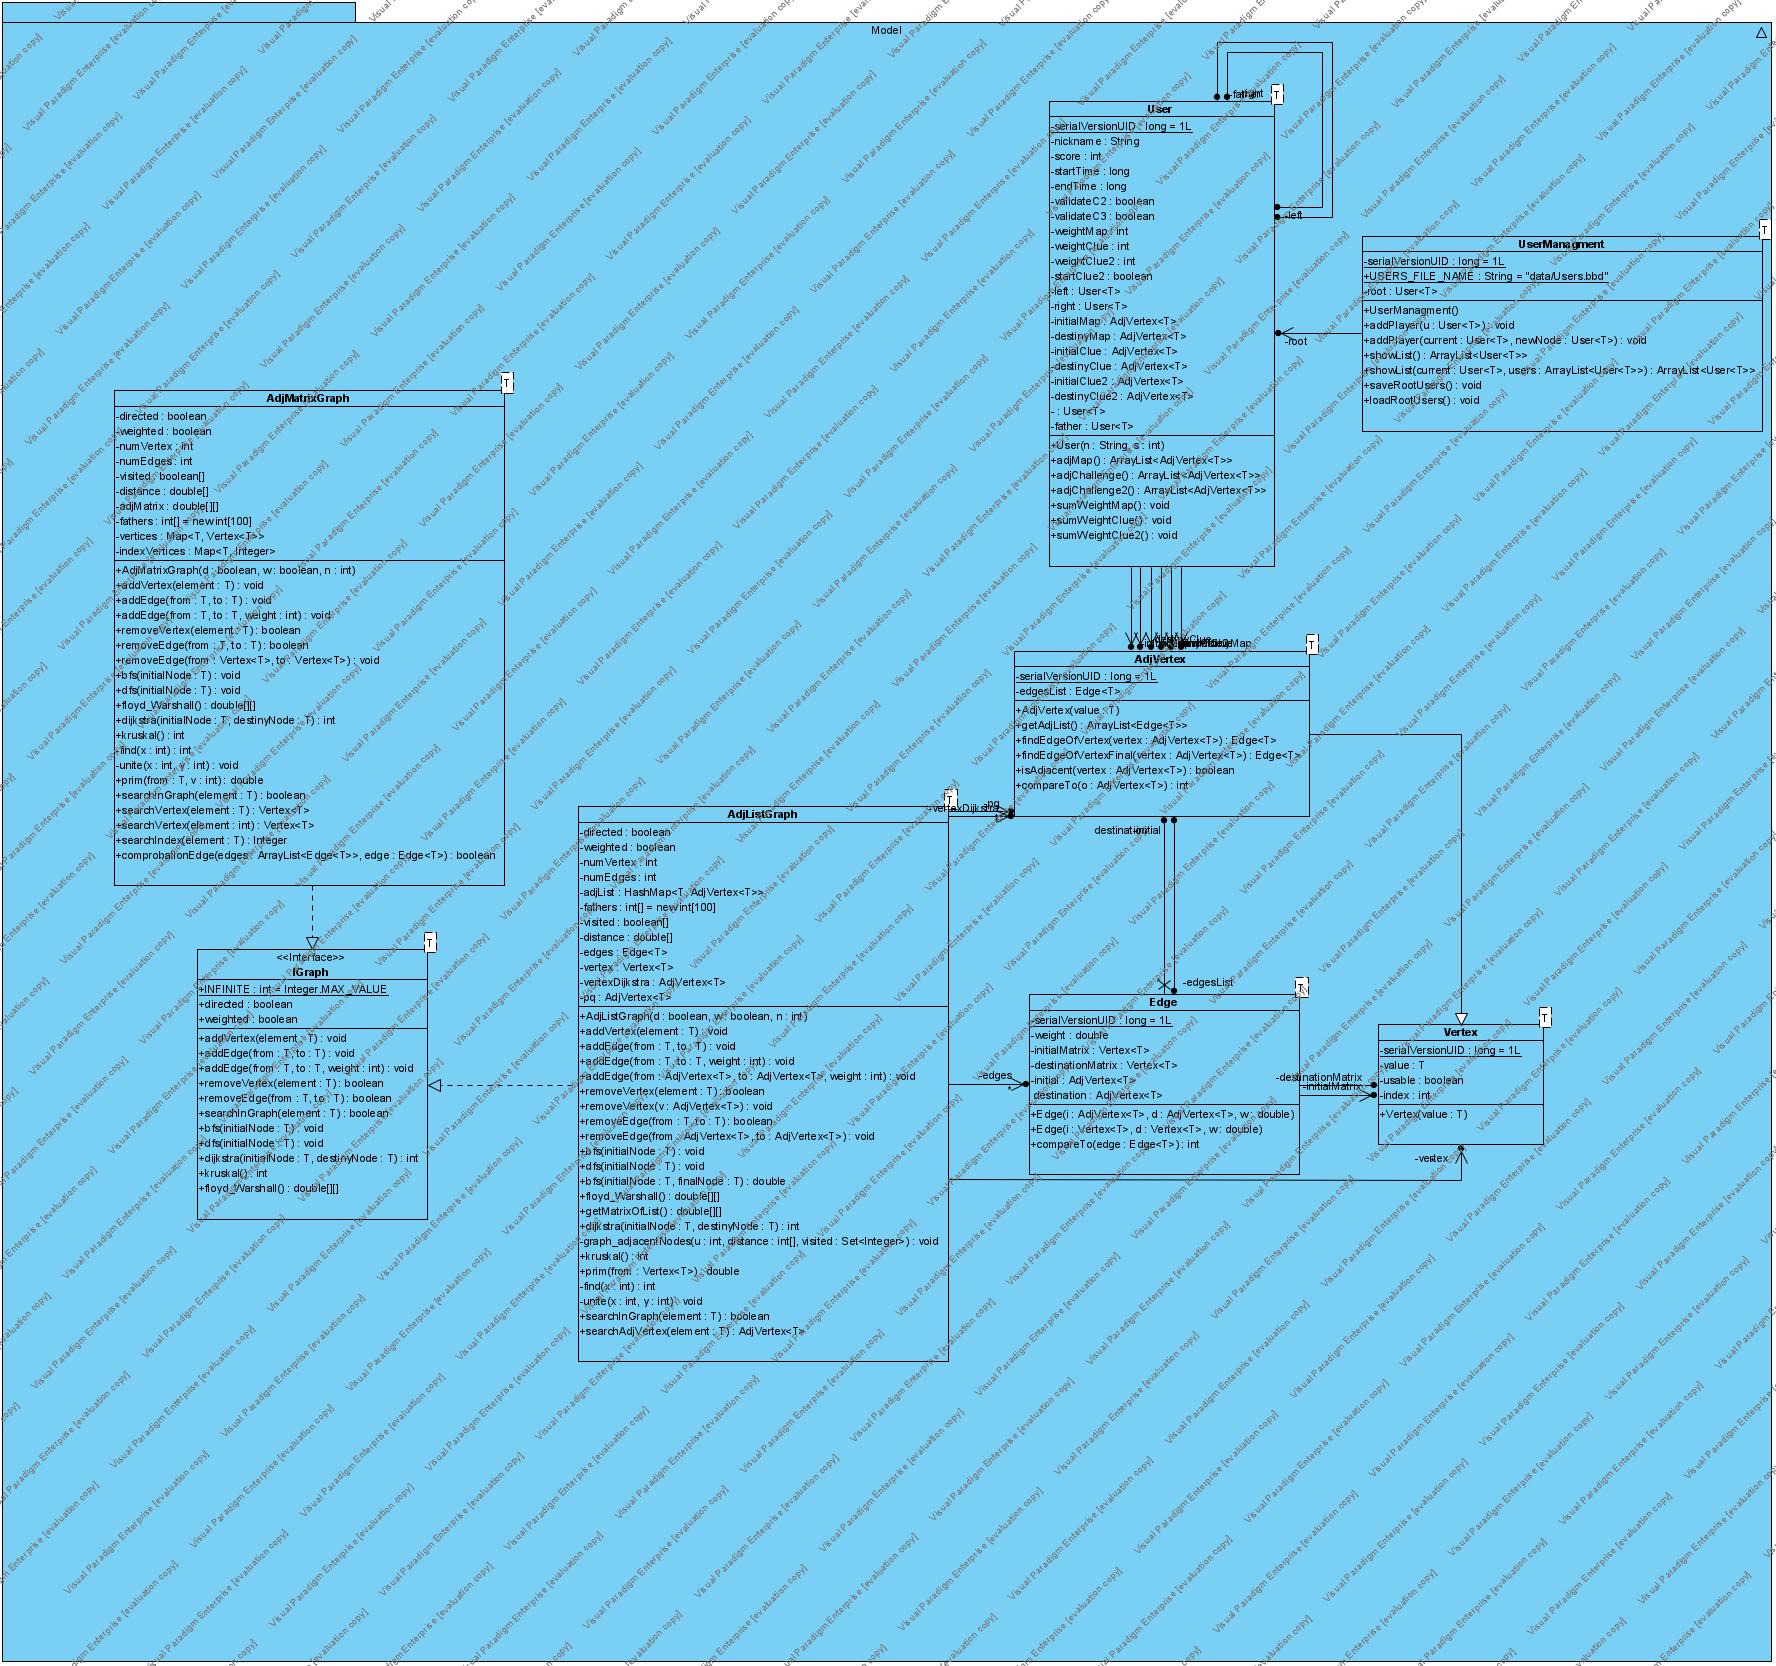 Model
User
-serialVersionUID : long = 1L
-nickname : String
-score : int
-startTime : long
-endTime : long
-validateC2 : boolean
-validateC3 : boolean
-weightMap : int
-weightClue : int
-weightClue2 : int
-startClue2 : boolean
-left : User<T>
-right : User<T>
-initialMap : AdjVertex<T>
-destinyMap : AdjVertex<T>
-initialClue : AdjVertex<T>
-destinyClue : AdjVertex<T>
-initialClue2 : AdjVertex<T>
-destinyClue2 : AdjVertex<T>
- : User<T>
-father : User<T>
+User(n : String, s : int)
+adjMap() : ArrayList<AdjVertex<T>>
+adjChallenge() : ArrayList<AdjVertex<T>>
+adjChallenge2() : ArrayList<AdjVertex<T>>
+sumWeightMap() : void
+sumWeightClue() : void
+sumWeightClue2() : void
T
-left
UserManagment
-serialVersionUID : long = 1L
+USERS_FILE_NAME : String = "data/Users.bbd"
-root : User<T>
+UserManagment()
+addPlayer(u : User<T>) : void
+addPlayer(current : User<T>, newNode : User<T>) : void
+showList() : ArrayList<User<T>>
+showList(current : User<T>, users : ArrayList<User<T>>) : ArrayList<User<T>>
+saveRootUsers() : void
+loadRootUsers() : void
T
-root
AdjMatrixGraph
-directed : boolean
-weighted : boolean
-numVertex : int
-numEdges : int
-visited : boolean[]
-distance : double[]
-adjMatrix : double[][]
-fathers : int[] = new int[100]
-vertices : Map<T, Vertex<T>>
-indexVertices : Map<T, Integer>
+AdjMatrixGraph(d : boolean, w : boolean, n : int)
+addVertex(element : T) : void
+addEdge(from : T, to : T) : void
+addEdge(from : T, to : T, weight : int) : void
+removeVertex(element : T) : boolean
+removeEdge(from : T, to : T) : boolean
+removeEdge(from : Vertex<T>, to : Vertex<T>) : void
+bfs(initialNode : T) : void
+dfs(initialNode : T) : void
+floyd_Warshall() : double[][]
+dijkstra(initialNode : T, destinyNode : T) : int
+kruskal() : int
-find(x : int) : int
-unite(x : int, y : int) : void
+prim(from : T, v : int) : double
+searchInGraph(element : T) : boolean
+searchVertex(element : T) : Vertex<T>
+searchVertex(element : int) : Vertex<T>
+searchIndex(element : T) : Integer
+comprobationEdge(edges : ArrayList<Edge<T>>, edge : Edge<T>) : boolean
T
AdjVertex
-serialVersionUID : long = 1L
-edgesList : Edge<T>
+AdjVertex(value : T)
+getAdjList() : ArrayList<Edge<T>>
+findEdgeOfVertex(vertex : AdjVertex<T>) : Edge<T>
+findEdgeOfVertexFinal(vertex : AdjVertex<T>) : Edge<T>
+isAdjacent(vertex : AdjVertex<T>) : boolean
+compareTo(o : AdjVertex<T>) : int
T
-pq
-vertexDijkstra
*
AdjListGraph
-directed : boolean
-weighted : boolean
-numVertex : int
-numEdges : int
-adjList : HashMap<T, AdjVertex<T>>
-fathers : int[] = new int[100]
-visited : boolean[]
-distance : double[]
-edges : Edge<T>
-vertex : Vertex<T>
-vertexDijkstra : AdjVertex<T>
-pq : AdjVertex<T>
+AdjListGraph(d : boolean, w : boolean, n : int)
+addVertex(element : T) : void
+addEdge(from : T, to : T) : void
+addEdge(from : T, to : T, weight : int) : void
+addEdge(from : AdjVertex<T>, to : AdjVertex<T>, weight : int) : void
+removeVertex(element : T) : boolean
+removeVertex(v : AdjVertex<T>) : void
+removeEdge(from : T, to : T) : boolean
+removeEdge(from : AdjVertex<T>, to : AdjVertex<T>) : void
+bfs(initialNode : T) : void
+dfs(initialNode : T) : void
+bfs(initialNode : T, finalNode : T) : double
+floyd_Warshall() : double[][]
+getMatrixOfList() : double[][]
+dijkstra(initialNode : T, destinyNode : T) : int
-graph_adjacentNodes(u : int, distance : int[], visited : Set<Integer>) : void
+kruskal() : int
+prim(from : Vertex<T>) : double
-find(x : int) : int
-unite(x : int, y : int) : void
+searchInGraph(element : T) : boolean
+searchAdjVertex(element : T) : AdjVertex<T>
T
<<Interface>>
IGraph
+INFINITE : int = Integer.MAX_VALUE
+directed : boolean
+weighted : boolean
+addVertex(element : T) : void
+addEdge(from : T, to : T) : void
+addEdge(from : T, to : T, weight : int) : void
+removeVertex(element : T) : boolean
+removeEdge(from : T, to : T) : boolean
+searchInGraph(element : T) : boolean
+bfs(initialNode : T) : void
+dfs(initialNode : T) : void
+dijkstra(initialNode : T, destinyNode : T) : int
+kruskal() : int
+floyd_Warshall() : double[][]
T
-edgesList
-edges
*
Edge
-serialVersionUID : long = 1L
-weight : double
-initialMatrix : Vertex<T>
-destinationMatrix : Vertex<T>
-initial : AdjVertex<T>
-destination : AdjVertex<T>
+Edge(i : AdjVertex<T>, d : AdjVertex<T>, w : double)
+Edge(i : Vertex<T>, d : Vertex<T>, w : double)
+compareTo(edge : Edge<T>) : int
T
-destinationMatrix
-initialMatrix
Vertex
-serialVersionUID : long = 1L
-value : T
-usable : boolean
-index : int
+Vertex(value : T)
T
-vertex
Visual Paradigm Enterprise [evaluation copy]